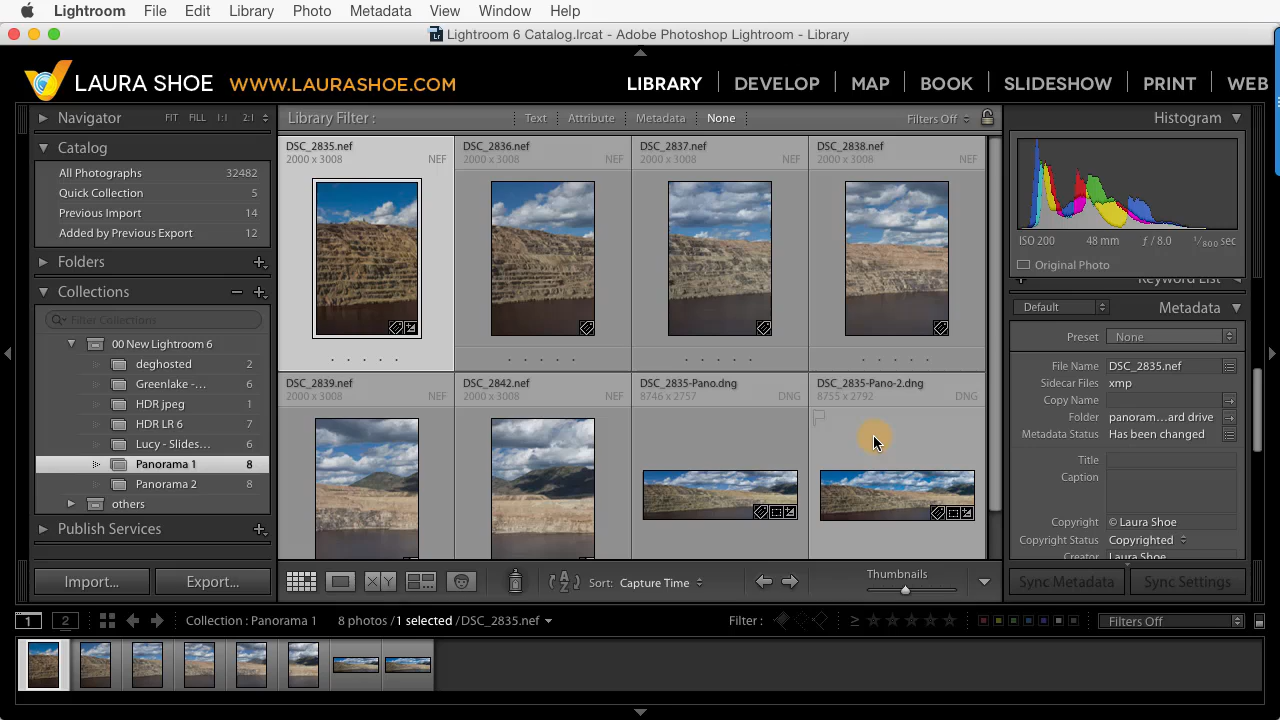 Lightroom File Edit Library Photo Metadata View Window Help
Lightroom 6 Catalog.lrcat - Adobe Photoshop Lightroom - Library
LAURA SHOE WWW.LAURASHOE.COM
LIBRARY DEVELOP MAP BOOK SLIDESHOW PRINT WEB
Navigator FIT FILL 1:1 2:1
Catalog
All Photographs 32482
Quick Collection 5
Previous Import 14
Added by Previous Export 12
Folders
Collections
Filter Collections
00 New Lightroom 6
deghosted 2
Greenlake -... 6
HDR jpeg 1
HDR LR 6 7
Lucy - Slides... 6
Panorama 1 8
Panorama 2 8
others
Publish Services
Import... Export...
Library Filter : Text Attribute Metadata None Filters Off
DSC_2835.nef
2000 x 3008 NEF
DSC_2836.nef
2000 x 3008 NEF
DSC_2837.nef
2000 x 3008 NEF
DSC_2838.nef
2000 x 3008 NEF
DSC_2839.nef
2000 x 3008 NEF
DSC_2842.nef
2000 x 3008 NEF
DSC_2835-Pano.dng
8746 x 2757 DNG
DSC_2835-Pano-2.dng
8755 x 2792 DNG
XY A Z Sort: Capture Time Thumbnails
Histogram
ISO 200 48 mm ƒ / 8.0 1/800 sec
Original Photo
Keyword List
Default Metadata
Preset None
File Name DSC_2835.nef
Sidecar Files xmp
Copy Name
Folder panoram...ard drive
Metadata Status Has been changed
Title
Caption
Copyright © Laura Shoe
Copyright Status Copyrighted
Creator Laura Shoe
Sync Metadata Sync Settings
1 2 Collection : Panorama 1 8 photos / 1 selected / DSC_2835.nef Filter : ≥ Filters Off